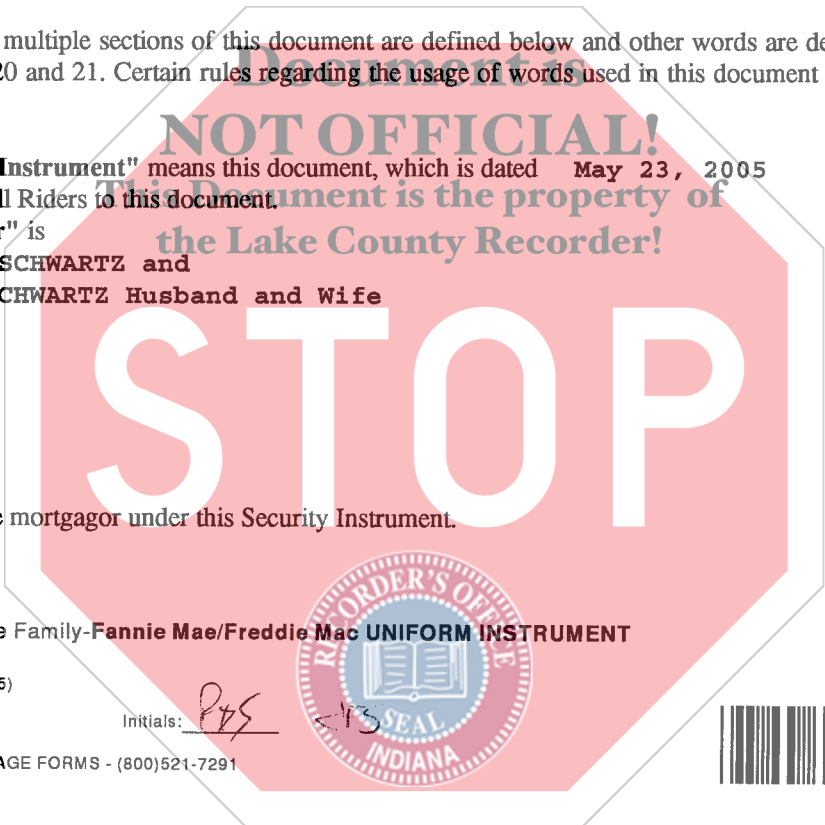 multiple sections of this document are defined below and other words are de
20 and 21. Certain rules regarding the usage of words used in this document
Document is
NOT OFFICIAL!
Instrument" means this document, which is dated May 23, 2005
ll Riders to this document.
This Document is the property of
r" is
the Lake County Recorder!
SCHWARTZ and
CHWARTZ Husband and Wife
STOP
e mortgagor under this Security Instrument.
RECORDER'S OFFICE
e Family-Fannie Mae/Freddie Mac UNIFORM INSTRUMENT
5)
Initials:
SEAL
INDIANA
AGE FORMS - (800)521-7291